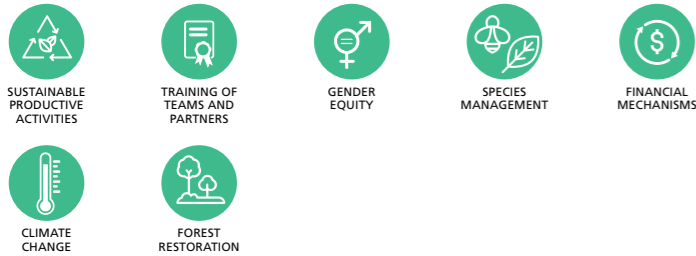 SUSTAINABLE
PRODUCTIVE
ACTIVITIES
TRAINING OF
TEAMS AND
PARTNERS
GENDER
EQUITY
SPECIES
MANAGEMENT
$
FINANCIAL
MECHANISMS
CLIMATE
CHANGE
FOREST
RESTORATION